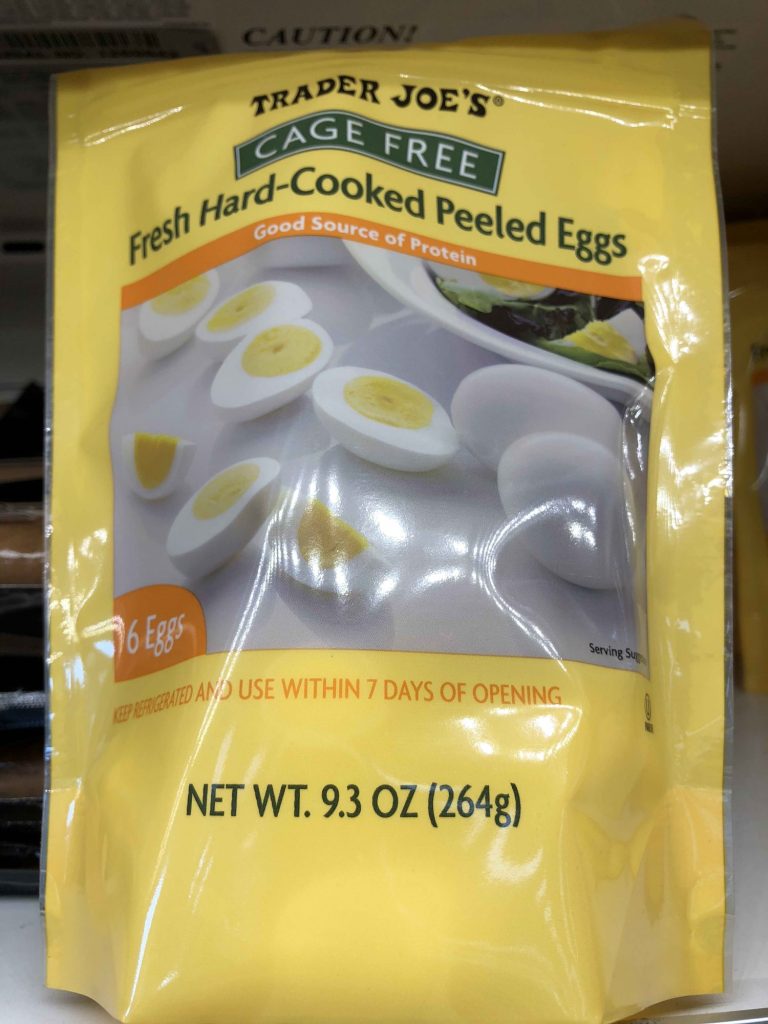 CAUTION!
TRADER JOE'S®
CAGE FREE
Fresh Hard-Cooked Peeled Eggs
Good Source of Protein
6 Eggs
Serving
KEEP REFRIGERATED AND USE WITHIN 7 DAYS OF OPENING
NET WT. 9.3 OZ (264g)